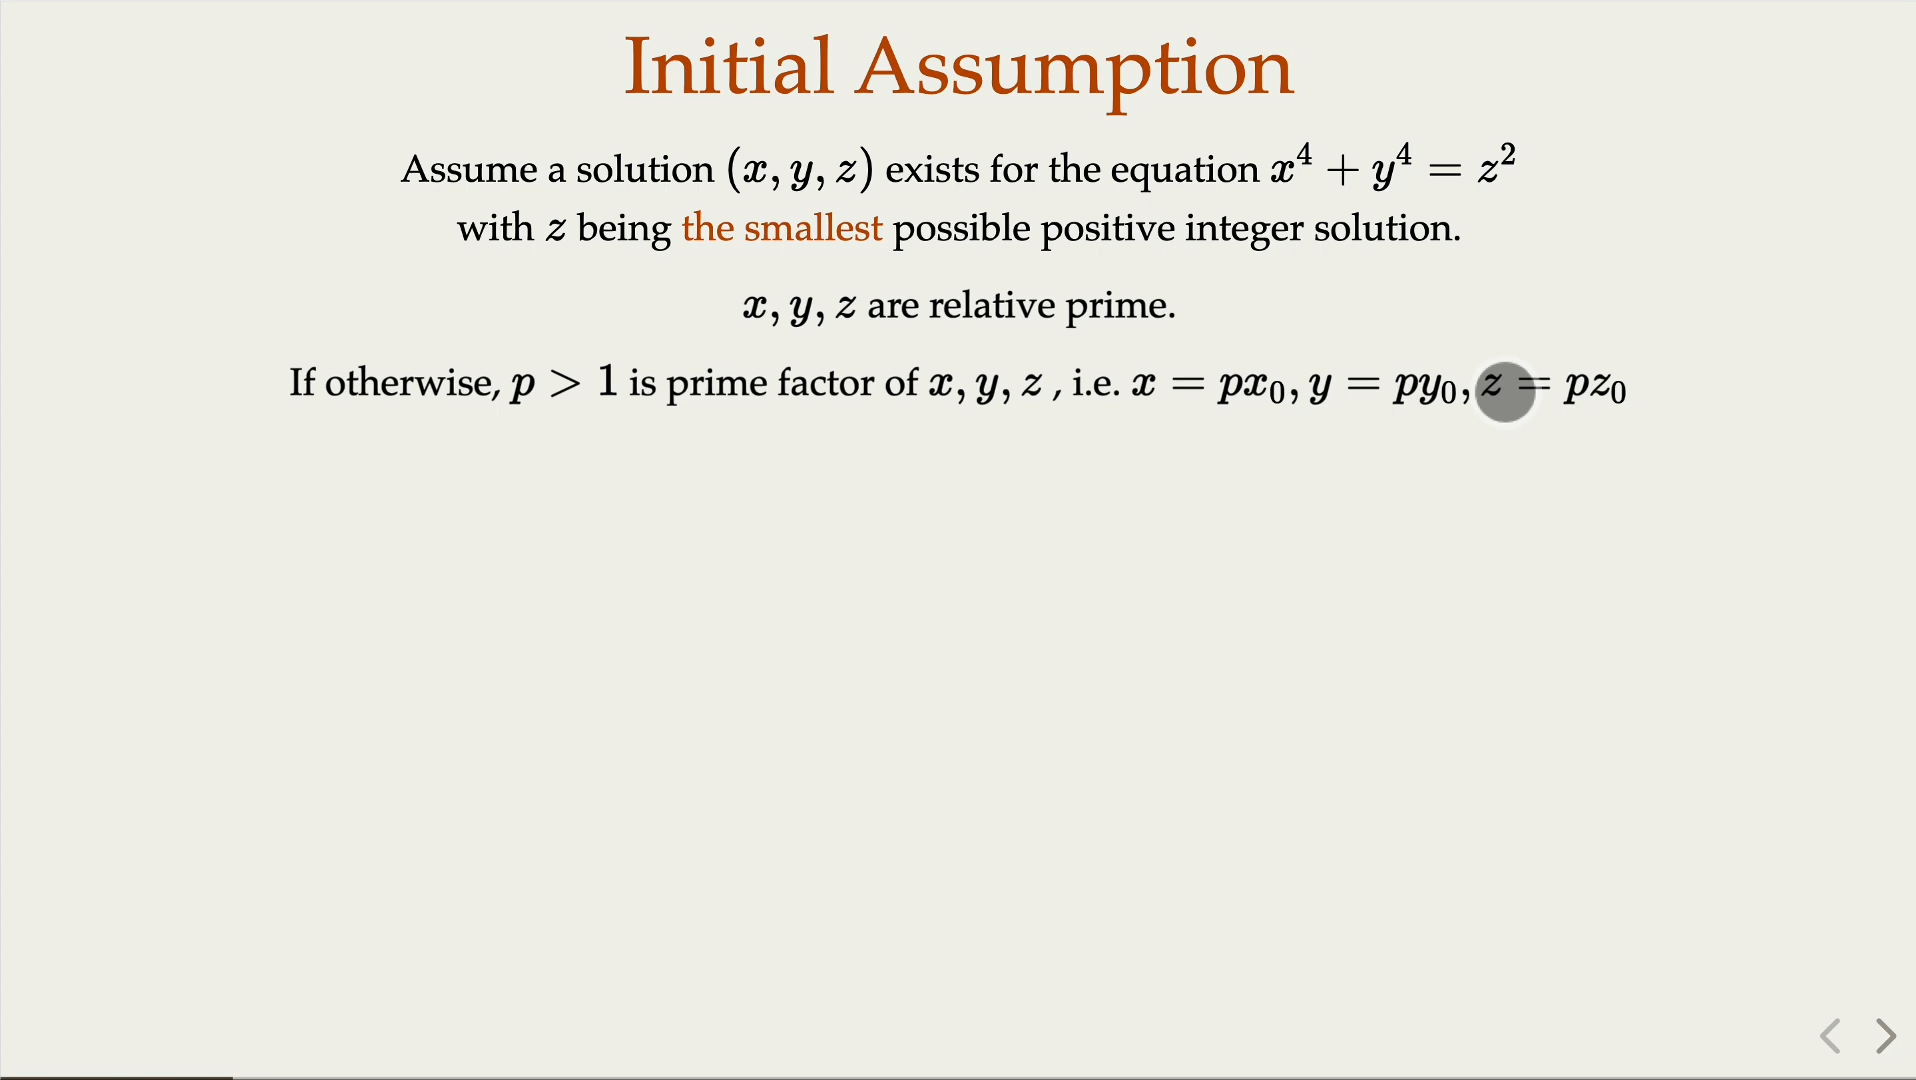 Initial Assumption
Assume a solution (x, y, z) exists for the equation x⁴ + y⁴ = z²
with z being the smallest possible positive integer solution.
x, y, z are relative prime.
If otherwise, p > 1 is prime factor of x, y, z , i.e. x = px₀, y = py₀, z = pz₀